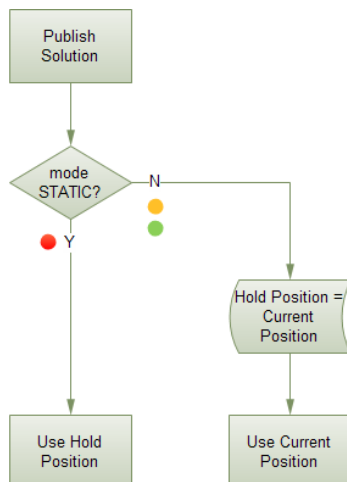 Publish
Solution
mode
STATIC?
N
Y
Hold Position =
Current
Position
Use Hold
Position
Use Current
Position